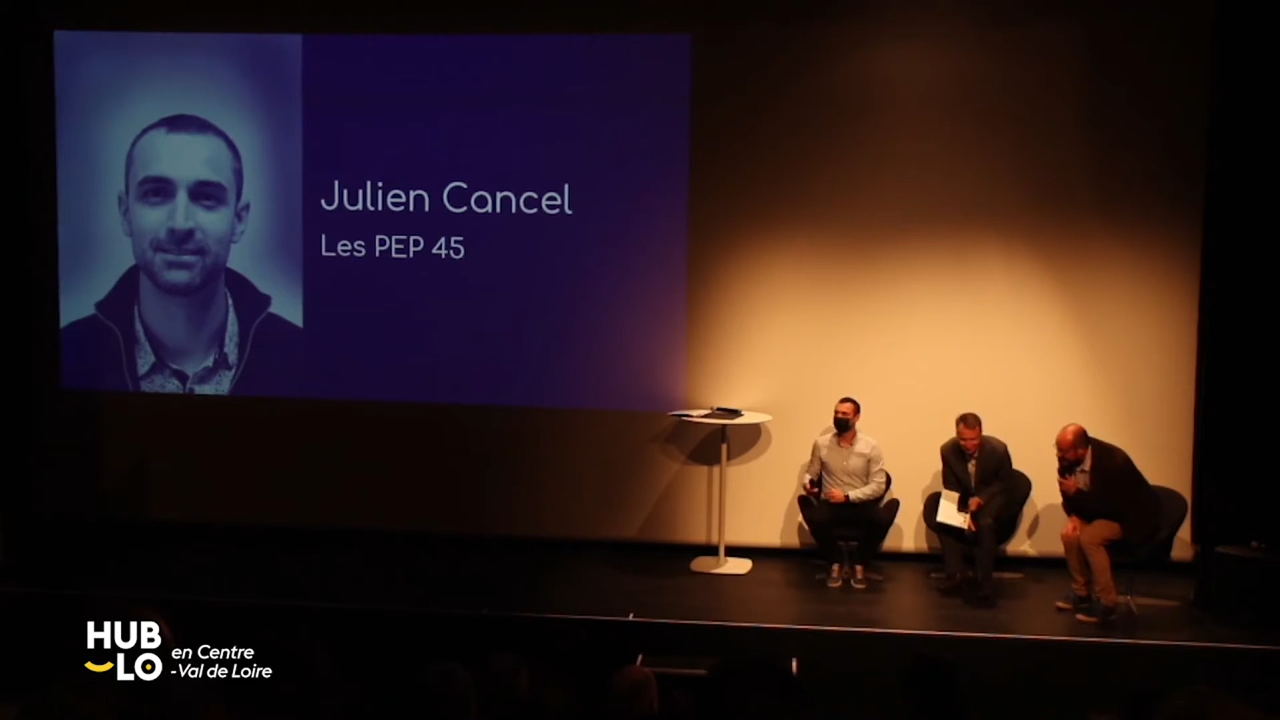 Julien Cancel
Les PEP 45
HUB
LO
en Centre
-Val de Loire